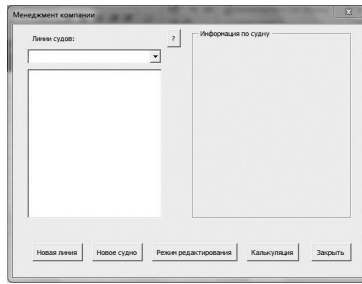 Менеджмент компании
Линии судов:
?
Информация по судну
Новая линия
Новое судно
Режим редактирования
Калькуляция
Закрыть